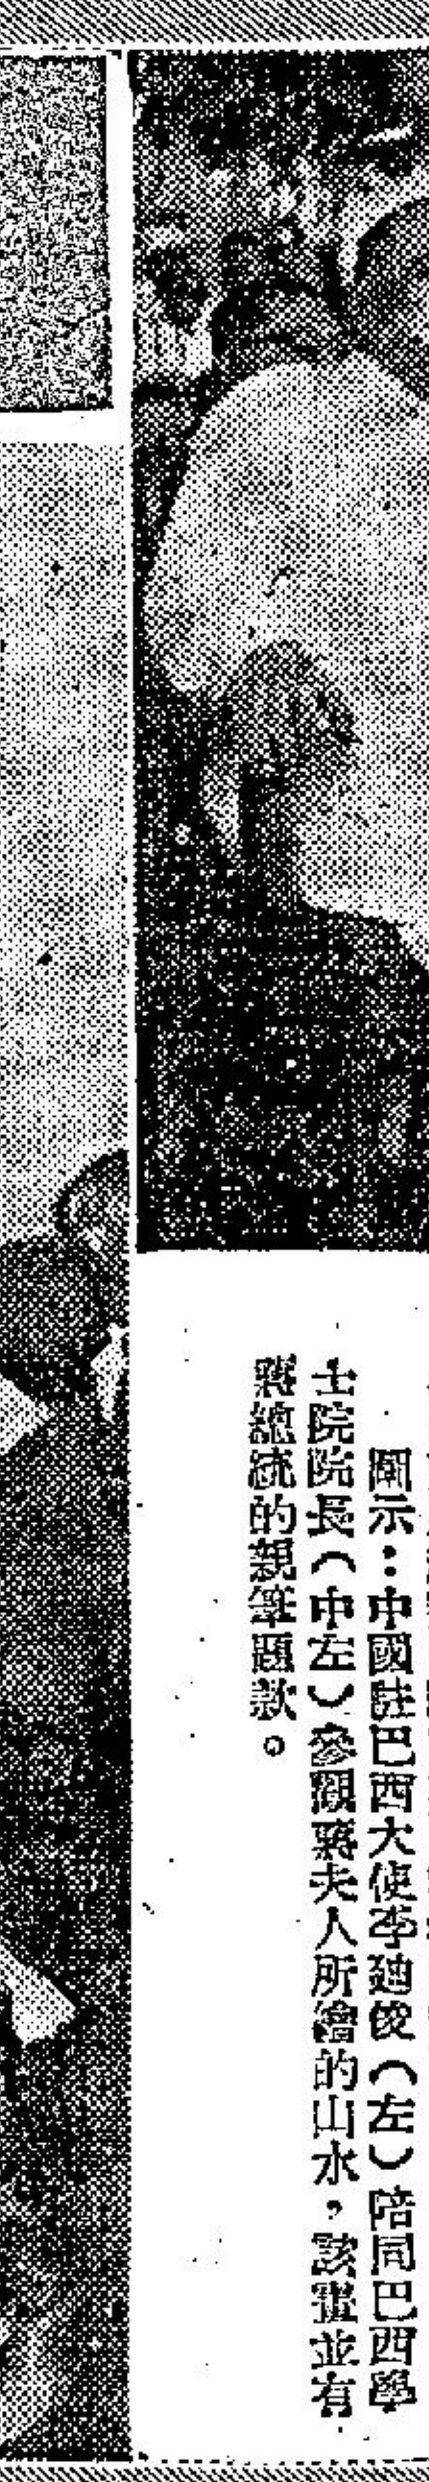 圖示：中國駐巴西大使李迪俊（左）陪同巴西學
士院院長（中左）參觀蔣夫人所繪的山水，該畫並有
蔣總統的親筆題款。